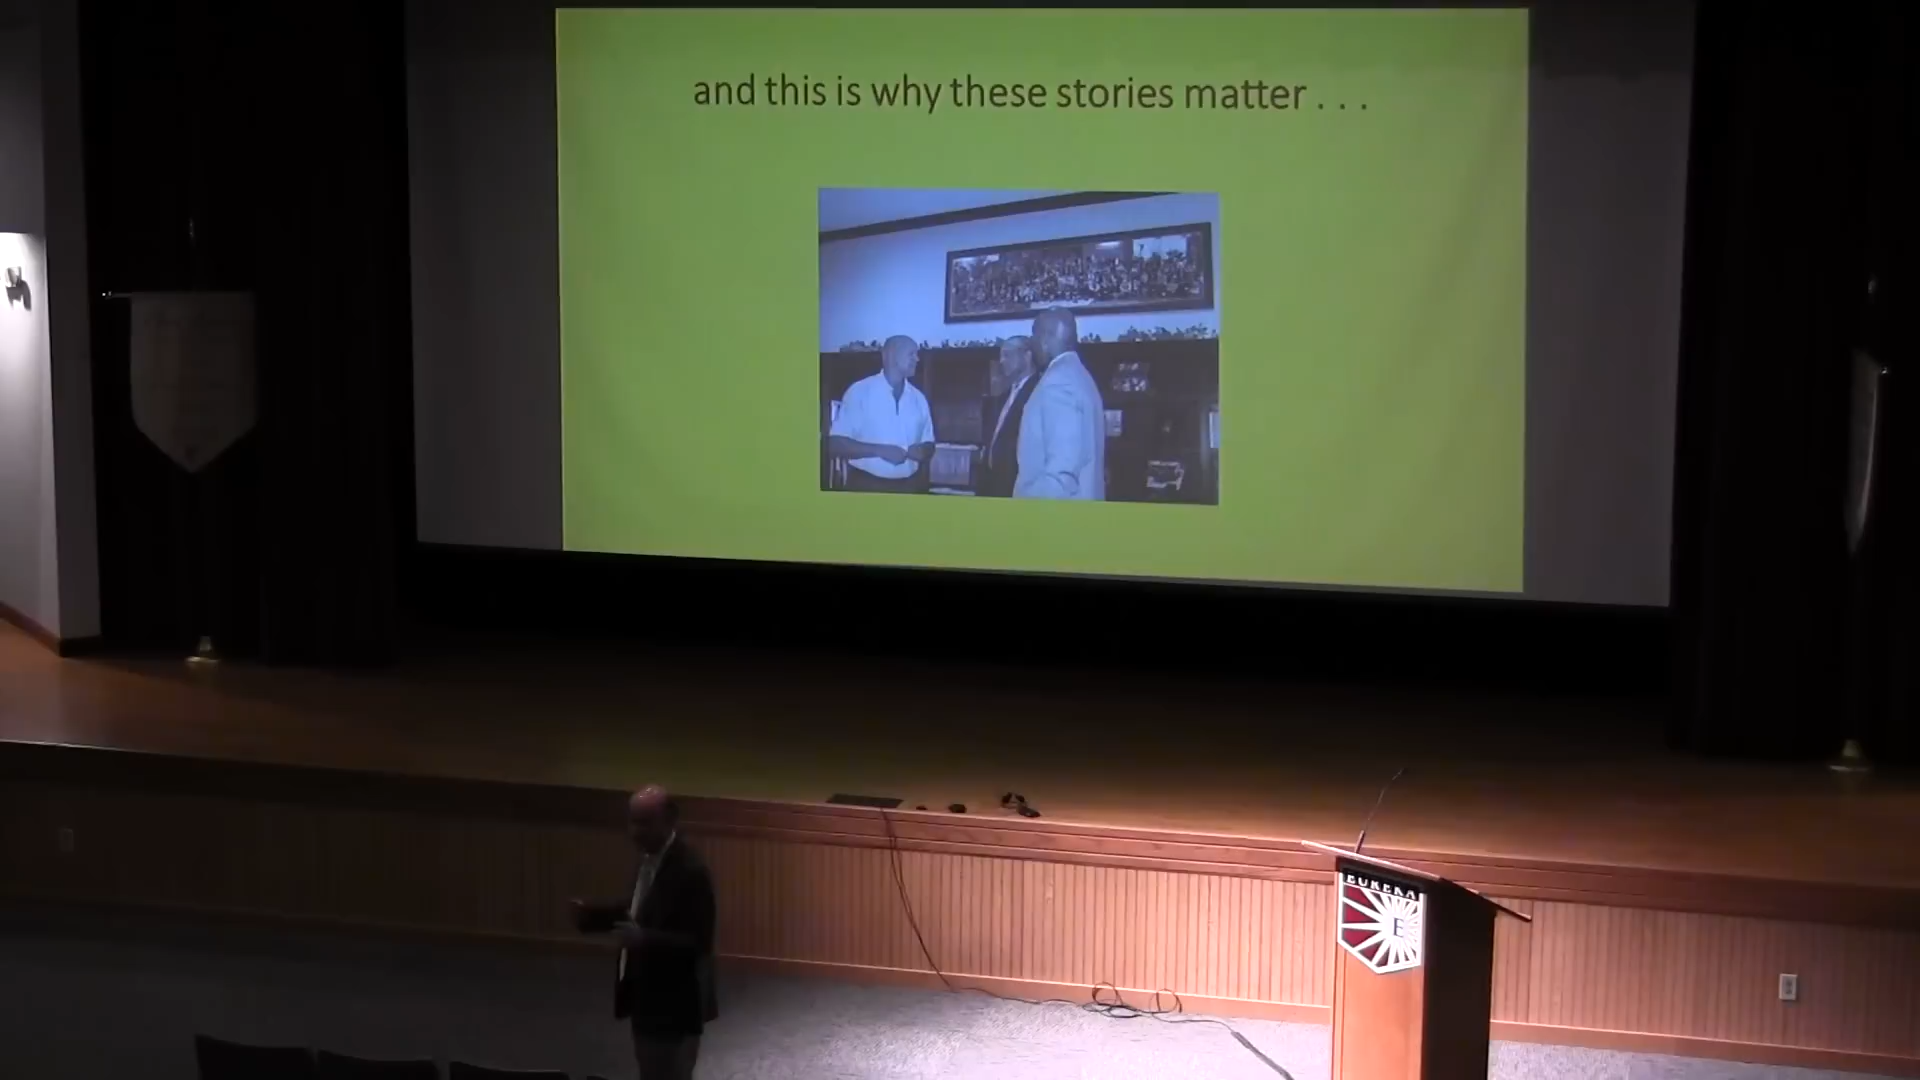 and this is why these stories matter . . .
EUREKA
E